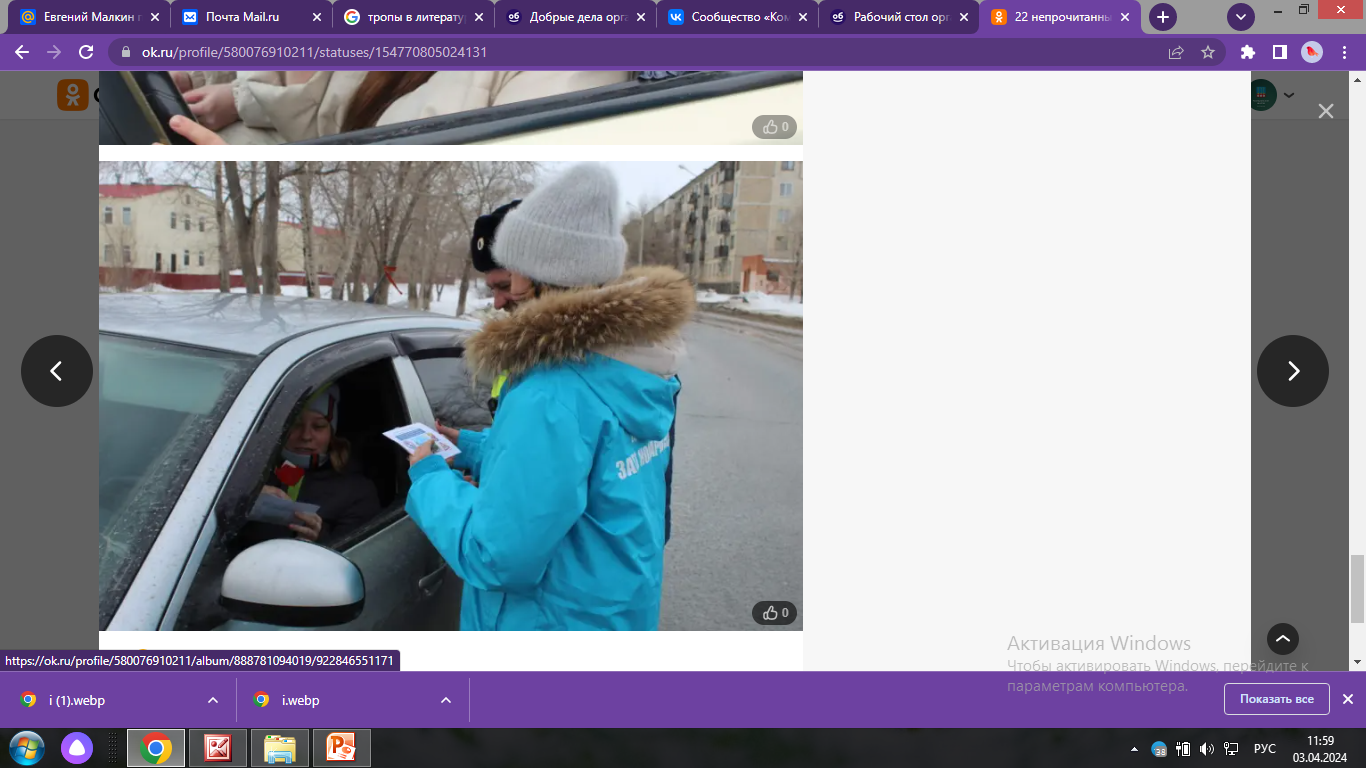 Евгений Малкин г
Почта Mail.ru
тропы в литератур
Добрые дела орга
Сообщество «Ком
Рабочий стол орг
22 непрочитанны
ok.ru/profile/580076910211/statuses/154770805024131
0
0
https://ok.ru/profile/580076910211/album/888781094019/922846551171
Активация Windows
Чтобы активировать Windows, перейдите к
параметрам компьютера.
i (1).webp
i.webp
Показать все
38
РУС
11:59
03.04.2024